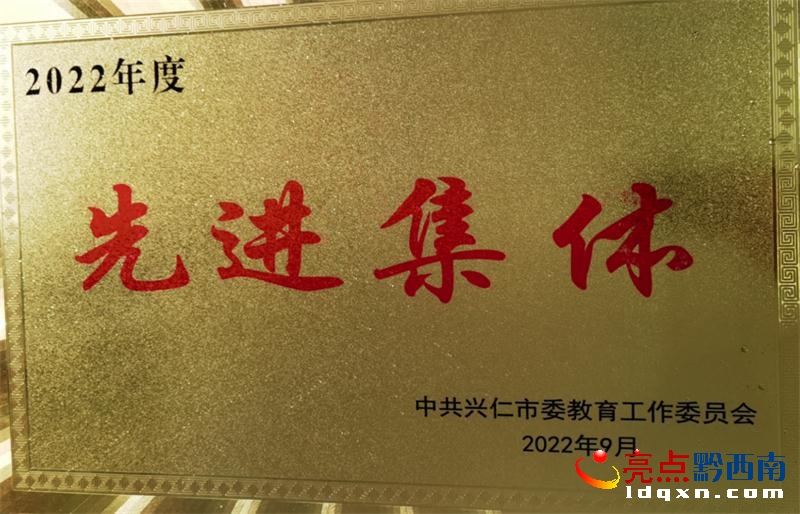 2022年度
先进集体
中共兴仁市委教育工作委员会
2022年9月
亮点黔西南
ldqxn.com